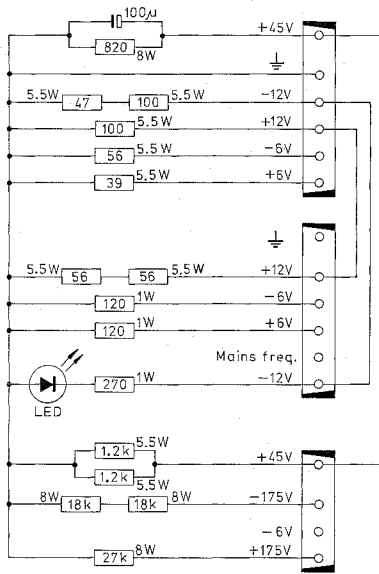 100μ
820 8W +45V
5.5W 47 100 5.5W -12V
100 5.5W +12V
56 5.5W -6V
39 5.5W +6V
5.5W 56 56 5.5W +12V
120 1W -6V
120 1W +6V
Mains freq.
270 1W -12V
LED
1.2k 5.5W +45V
1.2k 5.5W
8W 18k 18k 8W -175V
-6V
27k 8W +175V